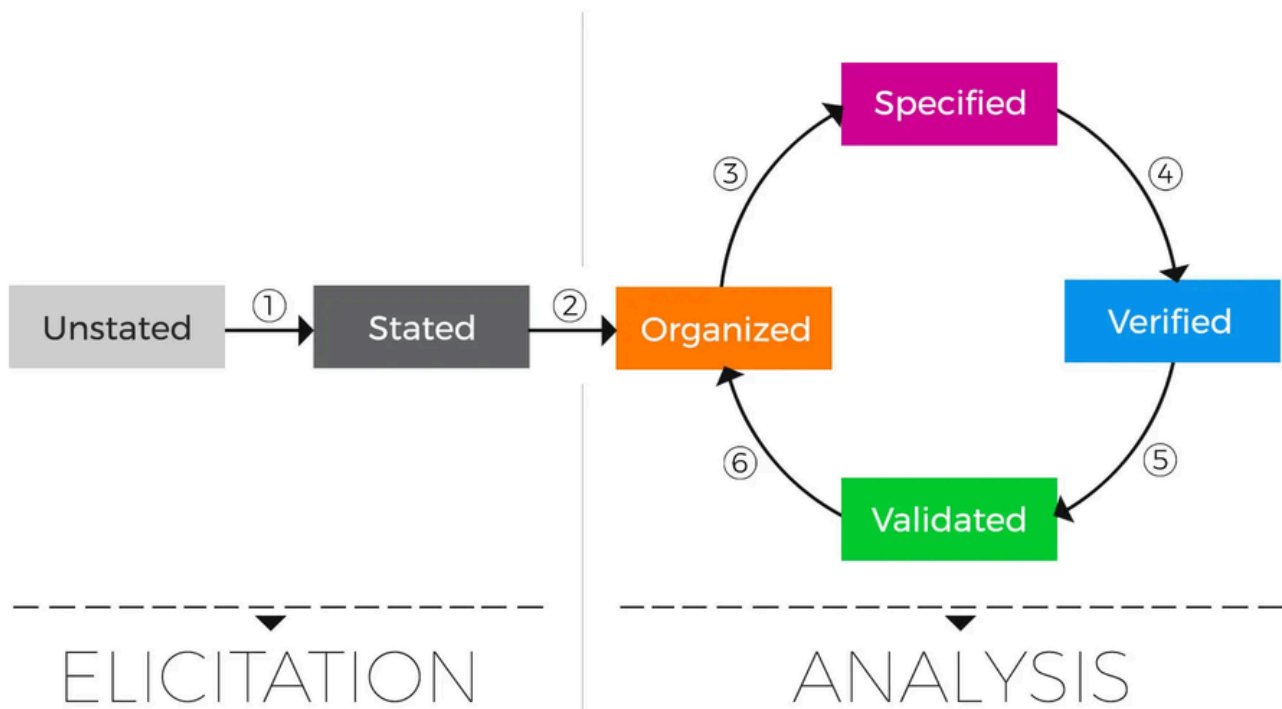 Specified
③
④
Unstated
①
Stated
②
Organized
Verified
⑥
⑤
Validated
ELICITATION
ANALYSIS